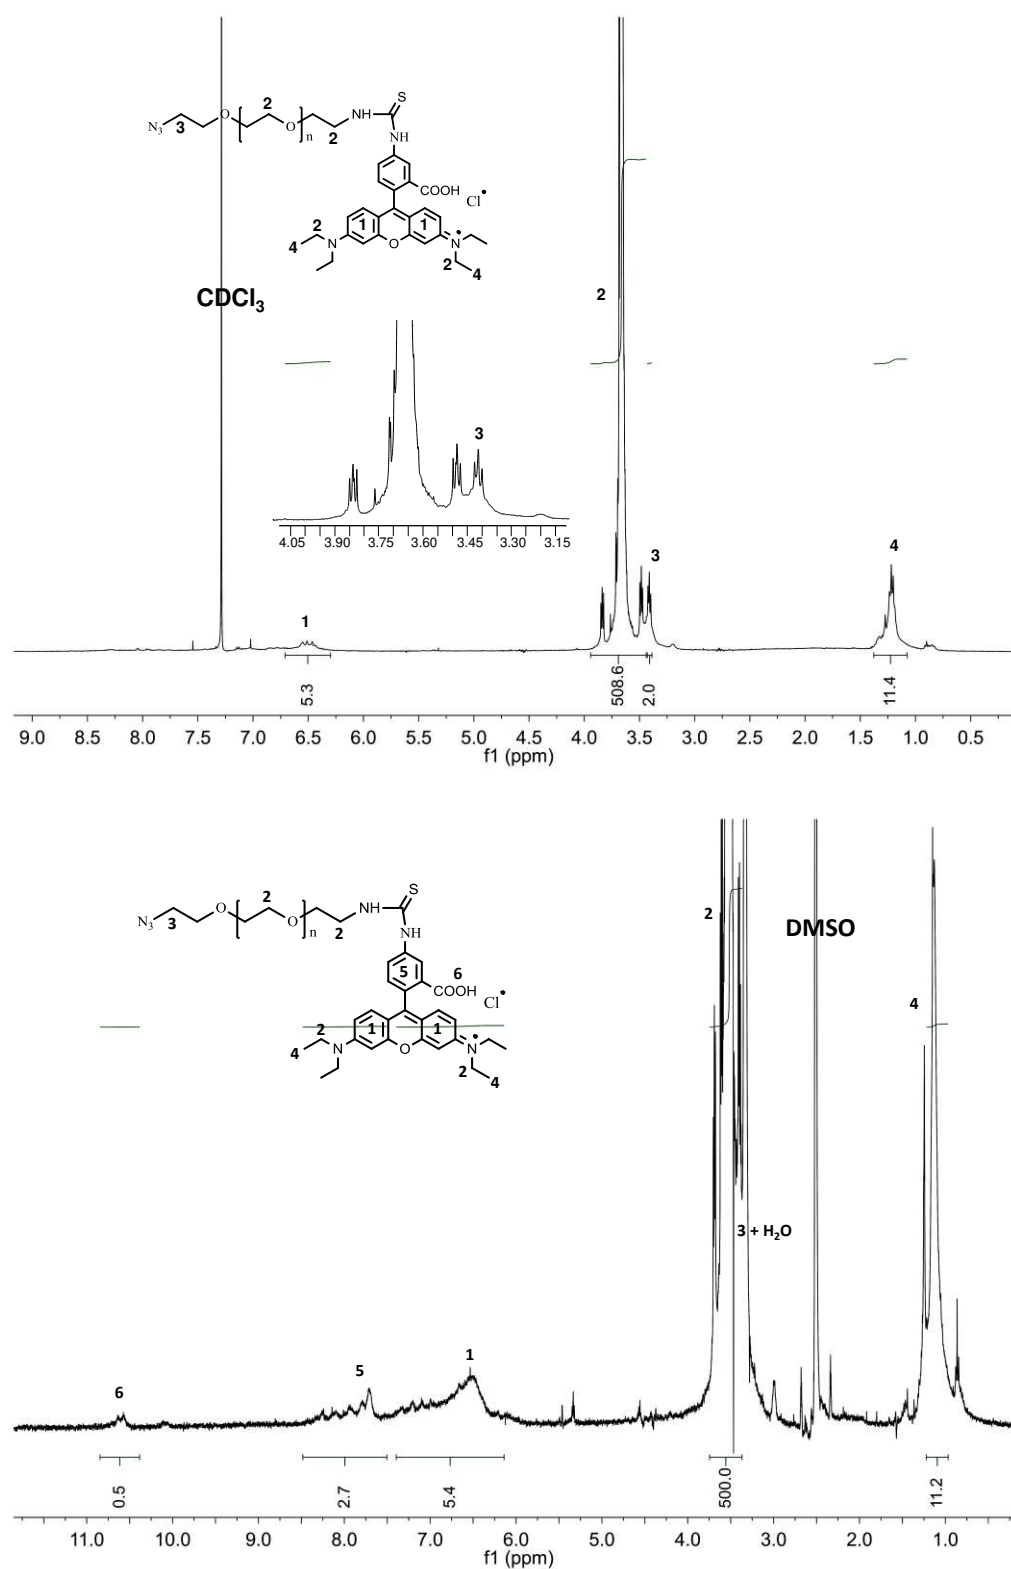 S
O
2
NH
N3
3
O
n
2
NH
COOH
Cl•
2
1
1
4
N
O
N•
2
4
CDCl3
2
3
4.05 3.90 3.75 3.60 3.45 3.30 3.15
4
3
1
5.3
508.6
2.0
11.4
9.0 8.5 8.0 7.5 7.0 6.5 6.0 5.5 5.0 4.5 4.0 3.5 3.0 2.5 2.0 1.5 1.0 0.5
f1 (ppm)
S
2
O
NH
N3
3
O
n
2
NH
2
DMSO
5
6
COOH
Cl•
4
2
1
1
4
N
O
N•
2
4
3 + H2O
1
5
6
0.5
2.7
5.4
500.0
11.2
11.0 10.0 9.0 8.0 7.0 6.0 5.0 4.0 3.0 2.0 1.0
f1 (ppm)